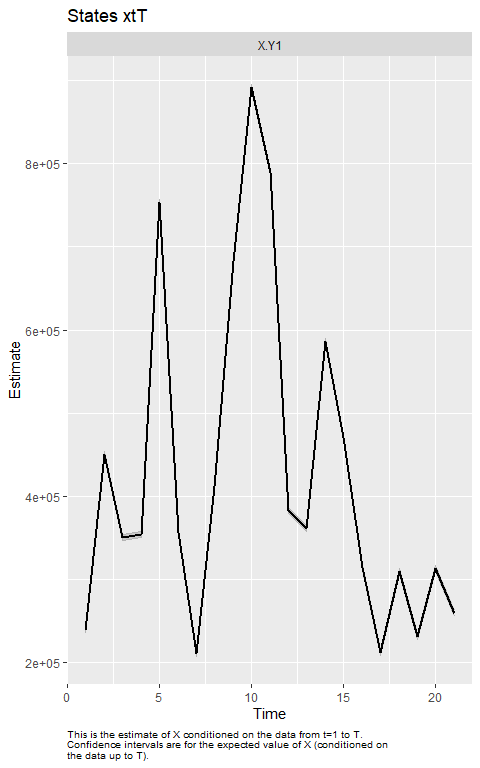 States xtT
X.Y1
8e+05
6e+05
4e+05
2e+05
Estimate
0
5
10
15
20
Time
This is the estimate of X conditioned on the data from t=1 to T.
Confidence intervals are for the expected value of X (conditioned on
the data up to T).